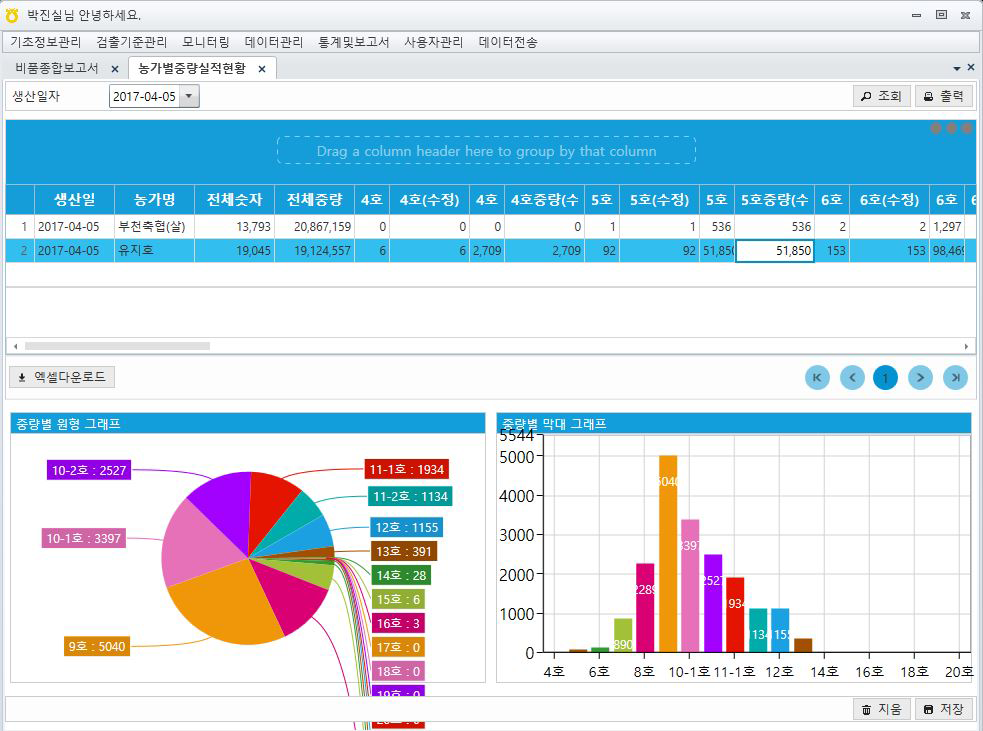 박진실님 안녕하세요.
기초정보관리 검출기준관리 모니터링 데이터관리 통계및보고서 사용자관리 데이터전송
비품종합보고서 농가별중량실적현황
생산일자 2017-04-05 조회 출력
Drag a column header here to group by that column
생산일 농가명 전체숫자 전체중량 4호 4호(수정) 4호 4호중량(수 5호 5호(수정) 5호 5호중량(수 6호 6호(수정) 6호 6
1 2017-04-05 부천축협(살) 13,793 20,867,159 0 0 0 0 1 1 536 536 2 2 1,297
2 2017-04-05 유지호 19,045 19,124,557 6 6 2,709 2,709 92 92 51,850 51,850 153 153 98,469
엑셀다운로드 1
중량별 원형 그래프
10-2호 : 2527
10-1호 : 3397
9호 : 5040
11-1호 : 1934
11-2호 : 1134
12호 : 1155
13호 : 391
14호 : 28
15호 : 6
16호 : 3
17호 : 0
18호 : 0
19호 : 0
중량별 막대 그래프
5544
5000
4000
3000
2000
1000
0
890 2289 5040 3397 2527 1934 1134 1155
4호 6호 8호 10-1호 11-1호 12호 14호 16호 18호 20호
지움 저장